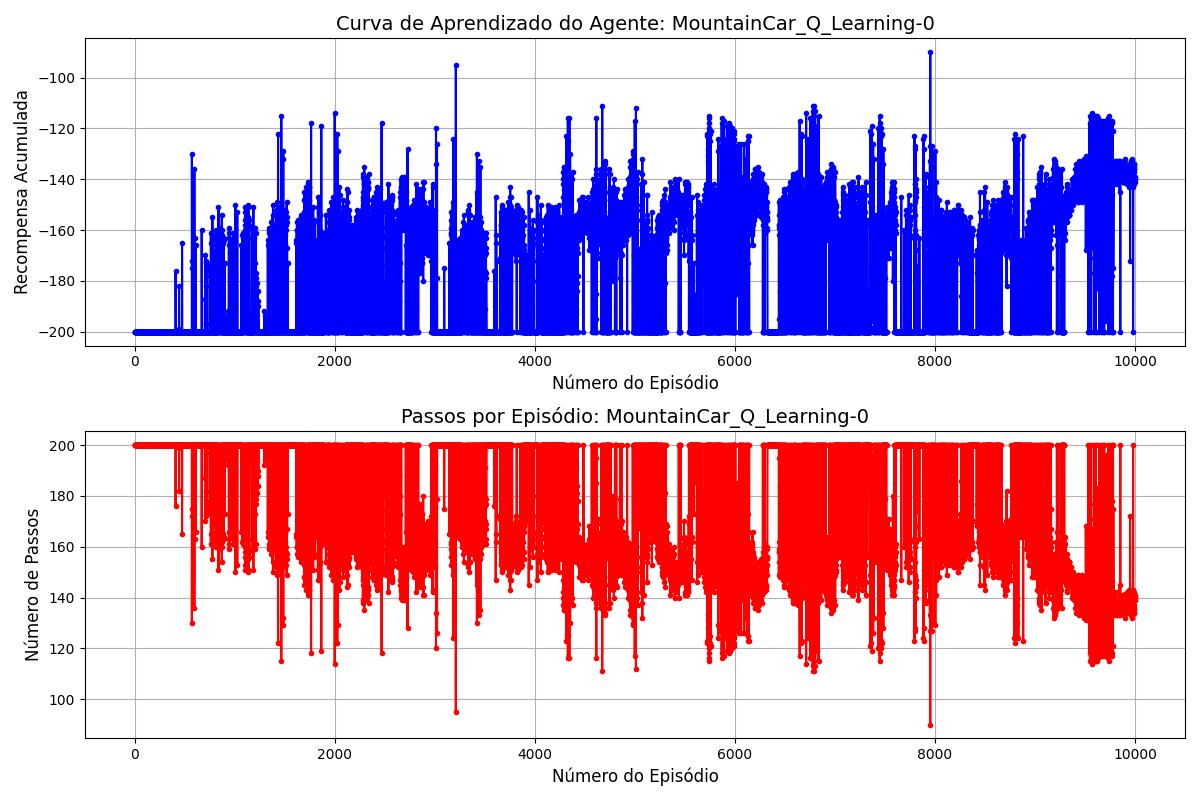 Curva de Aprendizado do Agente: MountainCar_Q_Learning-0
Recompensa Acumulada
−100
−120
−140
−160
−180
−200
0 2000 4000 6000 8000 10000
Número do Episódio
Passos por Episódio: MountainCar_Q_Learning-0
Número de Passos
200
180
160
140
120
100
0 2000 4000 6000 8000 10000
Número do Episódio